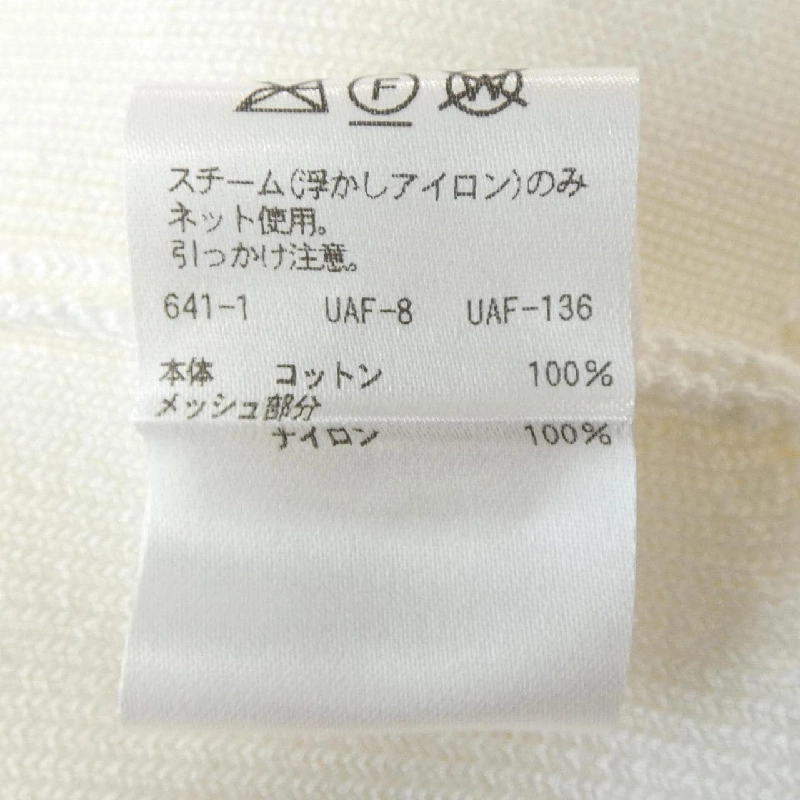 F W
スチーム(浮かしアイロン)のみ
ネット使用。
引っかけ注意。
641-1 UAF-8 UAF-136
本体 コットン 100%
メッシュ部分
ナイロン 100%